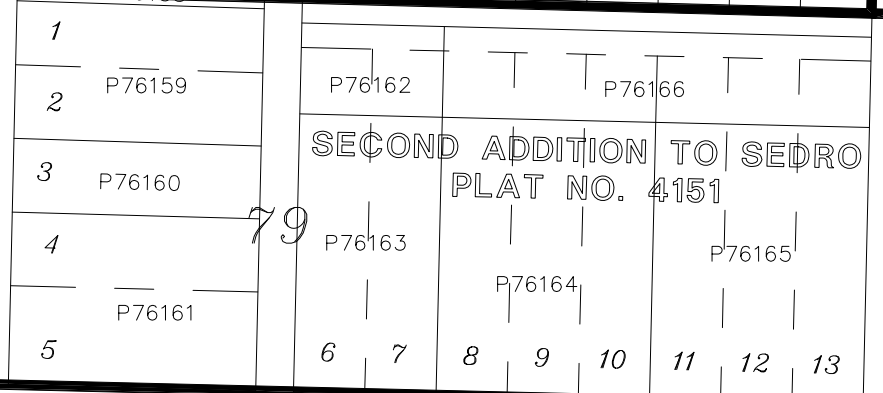 1
P76159
P76162
P76166
2
SECOND ADDITION TO SEDRO
PLAT NO. 4151
3
P76160
79
4
P76163
P76164
P76165
P76161
5
6 7 8 9 10 11 12 13